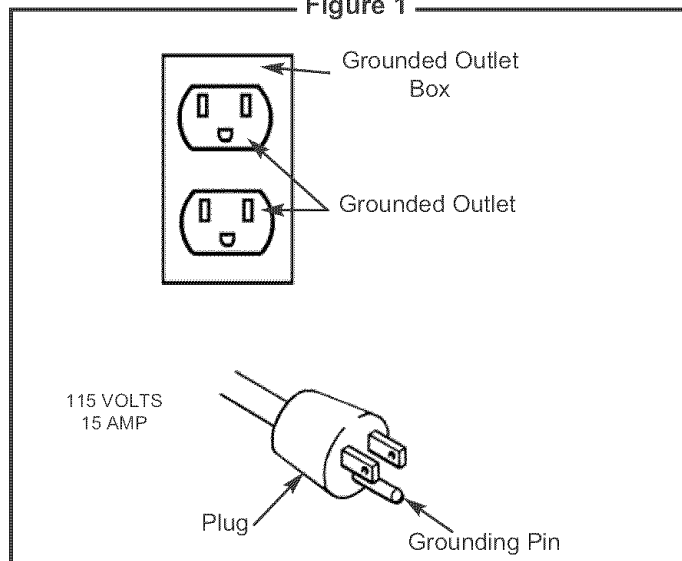 Figure 1
Grounded Outlet
Box
Grounded Outlet
115 VOLTS
15 AMP
Plug
Grounding Pin